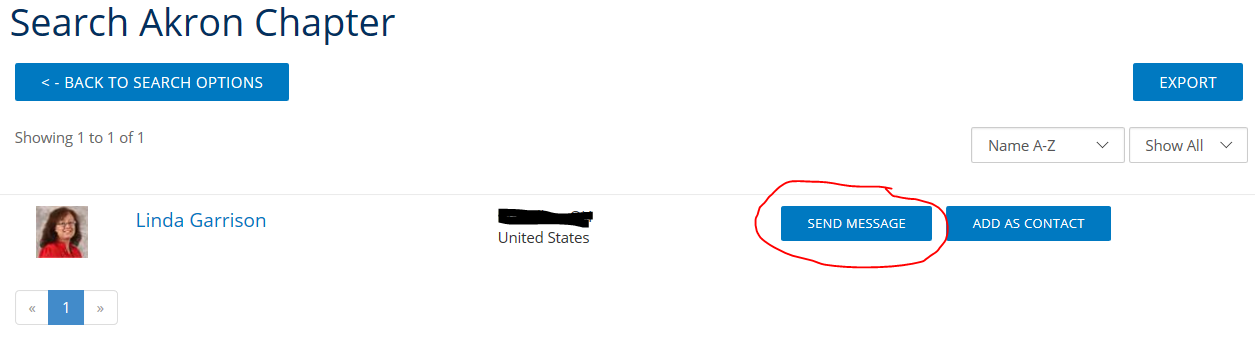 Search Akron Chapter
< - BACK TO SEARCH OPTIONS
EXPORT
Showing 1 to 1 of 1
Name A-Z
Show All
Linda Garrison
United States
SEND MESSAGE
ADD AS CONTACT
« 1 »